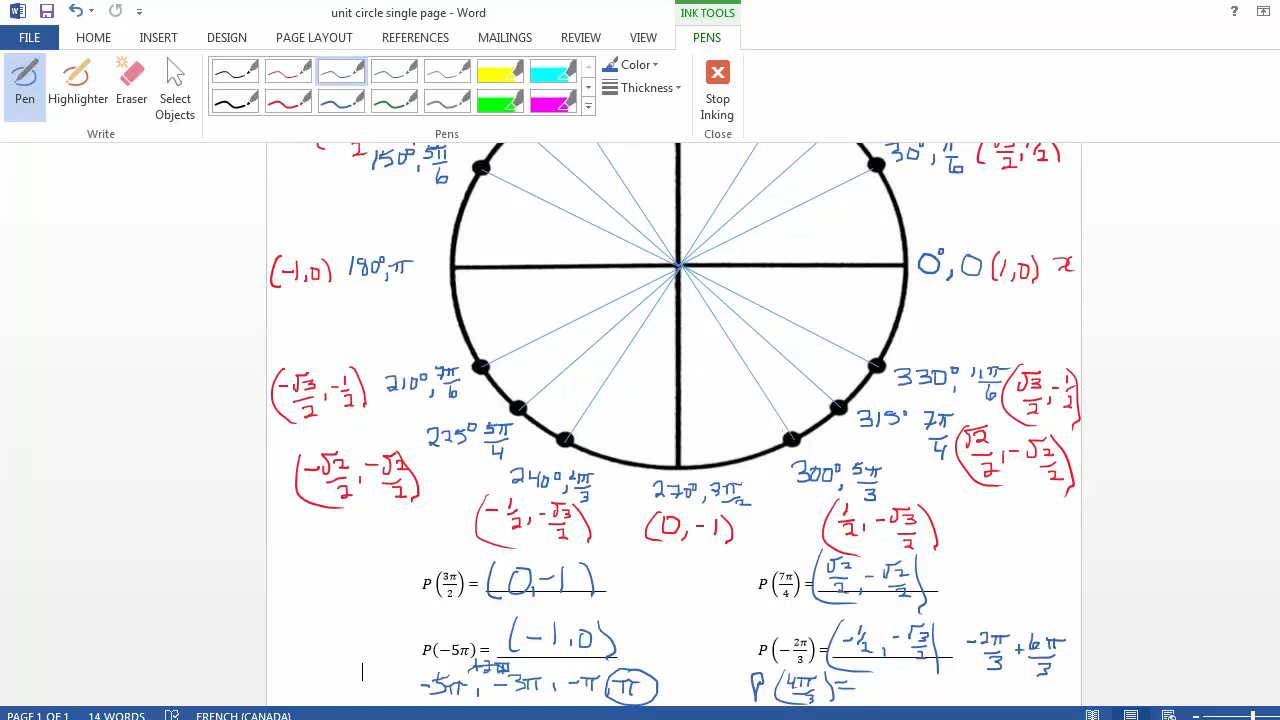 unit circle single page - Word
INK TOOLS
FILE HOME INSERT DESIGN PAGE LAYOUT REFERENCES MAILINGS REVIEW VIEW PENS
Pen Highlighter Eraser Select Objects
Color
Thickness
Stop Inking
Write Pens Close
150°, 5π/6
30°, π/6 (√3/2, 1/2)
(-1,0) 180°, π
0°, 0 (1,0) x
(-√3/2, -1/2) 210°, 7π/6
330°, 11π/6 (√3/2, -1/2)
225° 5π/4
315° 7π/4
(-√2/2, -√2/2)
(√2/2, -√2/2)
240°, 4π/3
270°, 3π/2
300°, 5π/3
(-1/2, -√3/2)
(0, -1)
(1/2, -√3/2)
P(3π/2) = (0, -1)
P(7π/4) = (√2/2, -√2/2)
P(-5π) = (-1, 0)
P(-2π/3) = (-1/2, -√3/2) -2π/3 + 6π/3
+2π
-5π, -3π, -π, π
P(4π/3) =
PAGE 1 OF 1 14 WORDS FRENCH (CANADA)